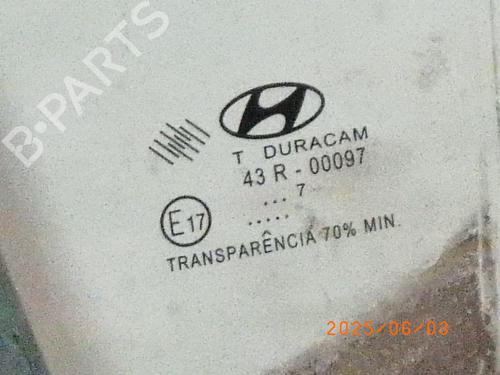 B-PARTS
T DURACAM
43 R - 00097
... 7
.....
E17
TRANSPARÊNCIA 70% MIN.
2025/06/03